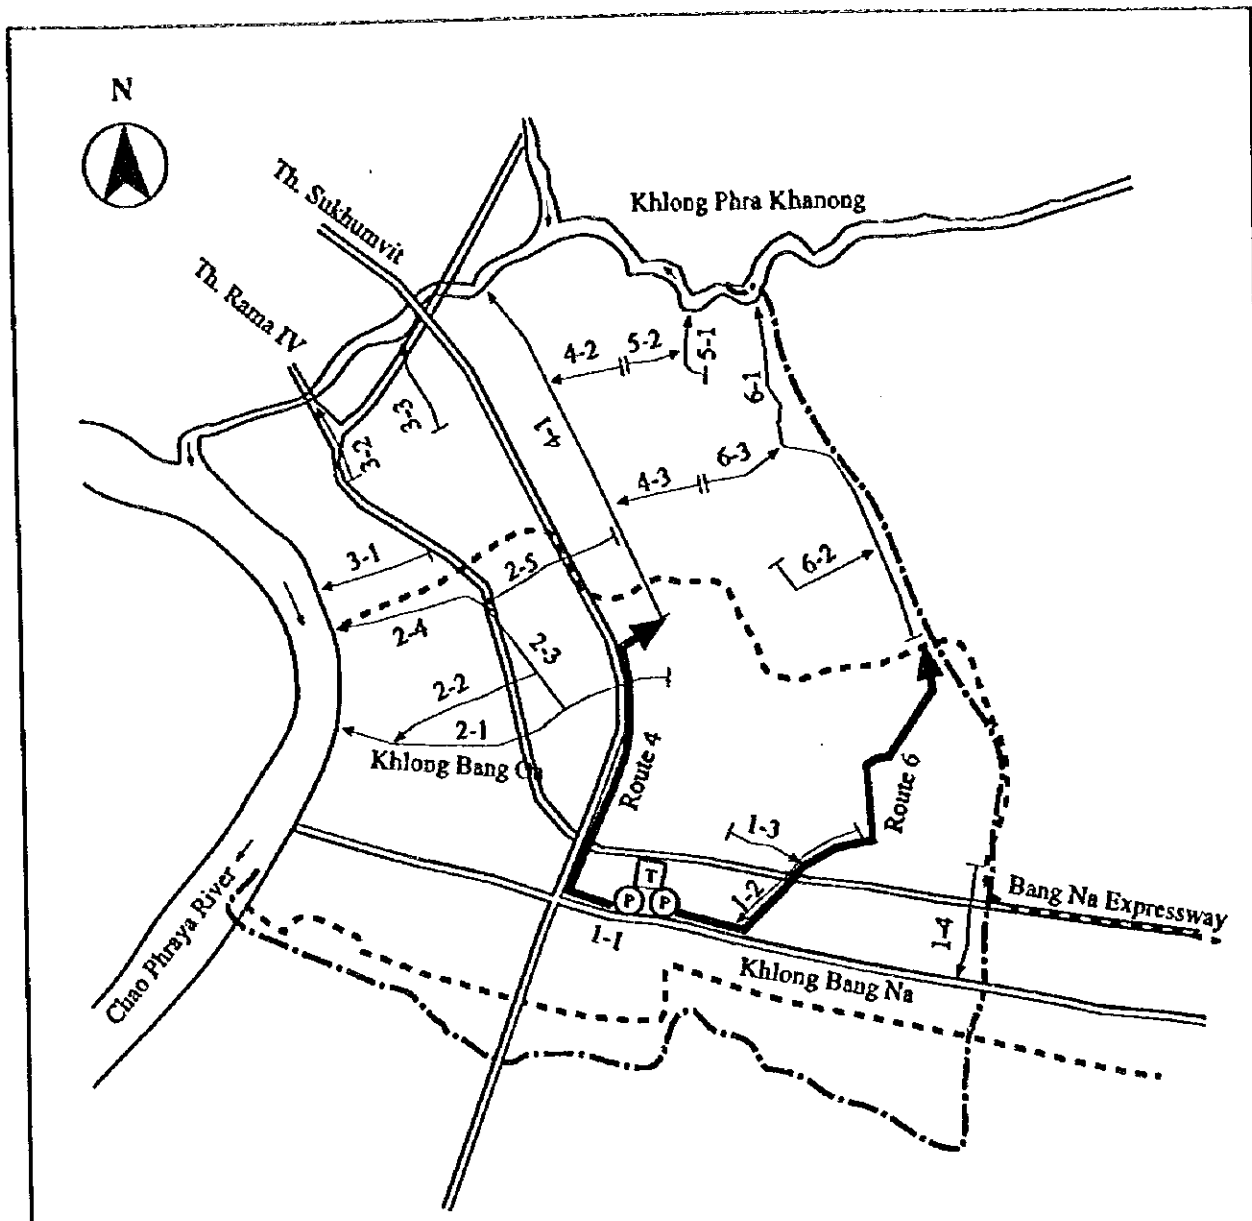 N
Th. Sukhumvit
Khlong Phra Khanong
Th. Rama IV
4-2
5-2
5-1
6-1
3-3
4-1
3-2
4-3
6-3
3-1
2-5
6-2
2-4
2-3
2-2
2-1
Khlong Bang
Route 4
Route 6
1-3
T
P
P
1-2
1-4
Bang Na Expressway
1-1
Khlong Bang Na
Chao Phraya River